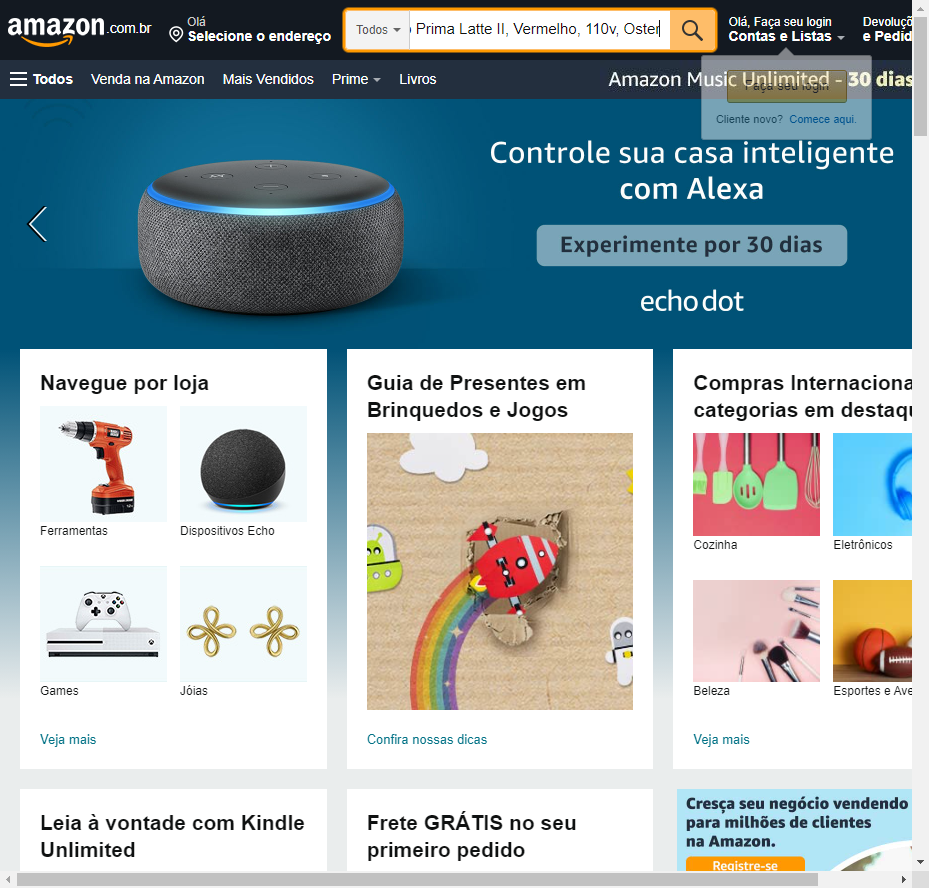 amazon.com.br
Olá
Selecione o endereço
Todos
Prima Latte II, Vermelho, 110v, Oster
Olá, Faça seu login
Contas e Listas
Devoluçõ
e Pedid
Todos
Venda na Amazon
Mais Vendidos
Prime
Livros
Amazon Music Unlimited - 30 dias
Faça seu login
Cliente novo? Comece aqui.
Controle sua casa inteligente
com Alexa
Experimente por 30 dias
echo dot
Navegue por loja
Ferramentas
Dispositivos Echo
Games
Jóias
Veja mais
Guia de Presentes em
Brinquedos e Jogos
Confira nossas dicas
Compras Internaciona
categorias em destaqu
Cozinha
Eletrônicos
Beleza
Esportes e Ave
Veja mais
Leia à vontade com Kindle
Unlimited
Frete GRÁTIS no seu
primeiro pedido
Cresça seu negócio vendendo
para milhões de clientes
na Amazon.
Registre-se